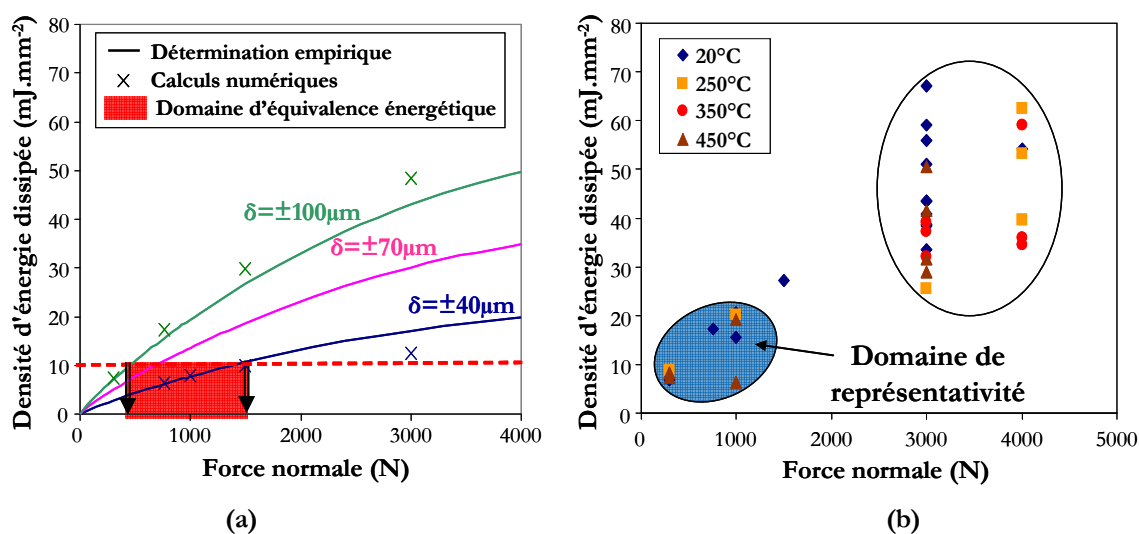 Densité d'énergie dissipée (mJ.mm-2)
80
70
60
50
40
30
20
10
0
Détermination empirique
Calculs numériques
Domaine d'équivalence énergétique
δ=±100µm
δ=±70µm
δ=±40µm
0
1000
2000
3000
4000
Force normale (N)
(a)
Densité d'énergie dissipée (mJ.mm-2)
80
70
60
50
40
30
20
10
0
20°C
250°C
350°C
450°C
Domaine de
représentativité
0
1000
2000
3000
4000
5000
Force normale (N)
(b)